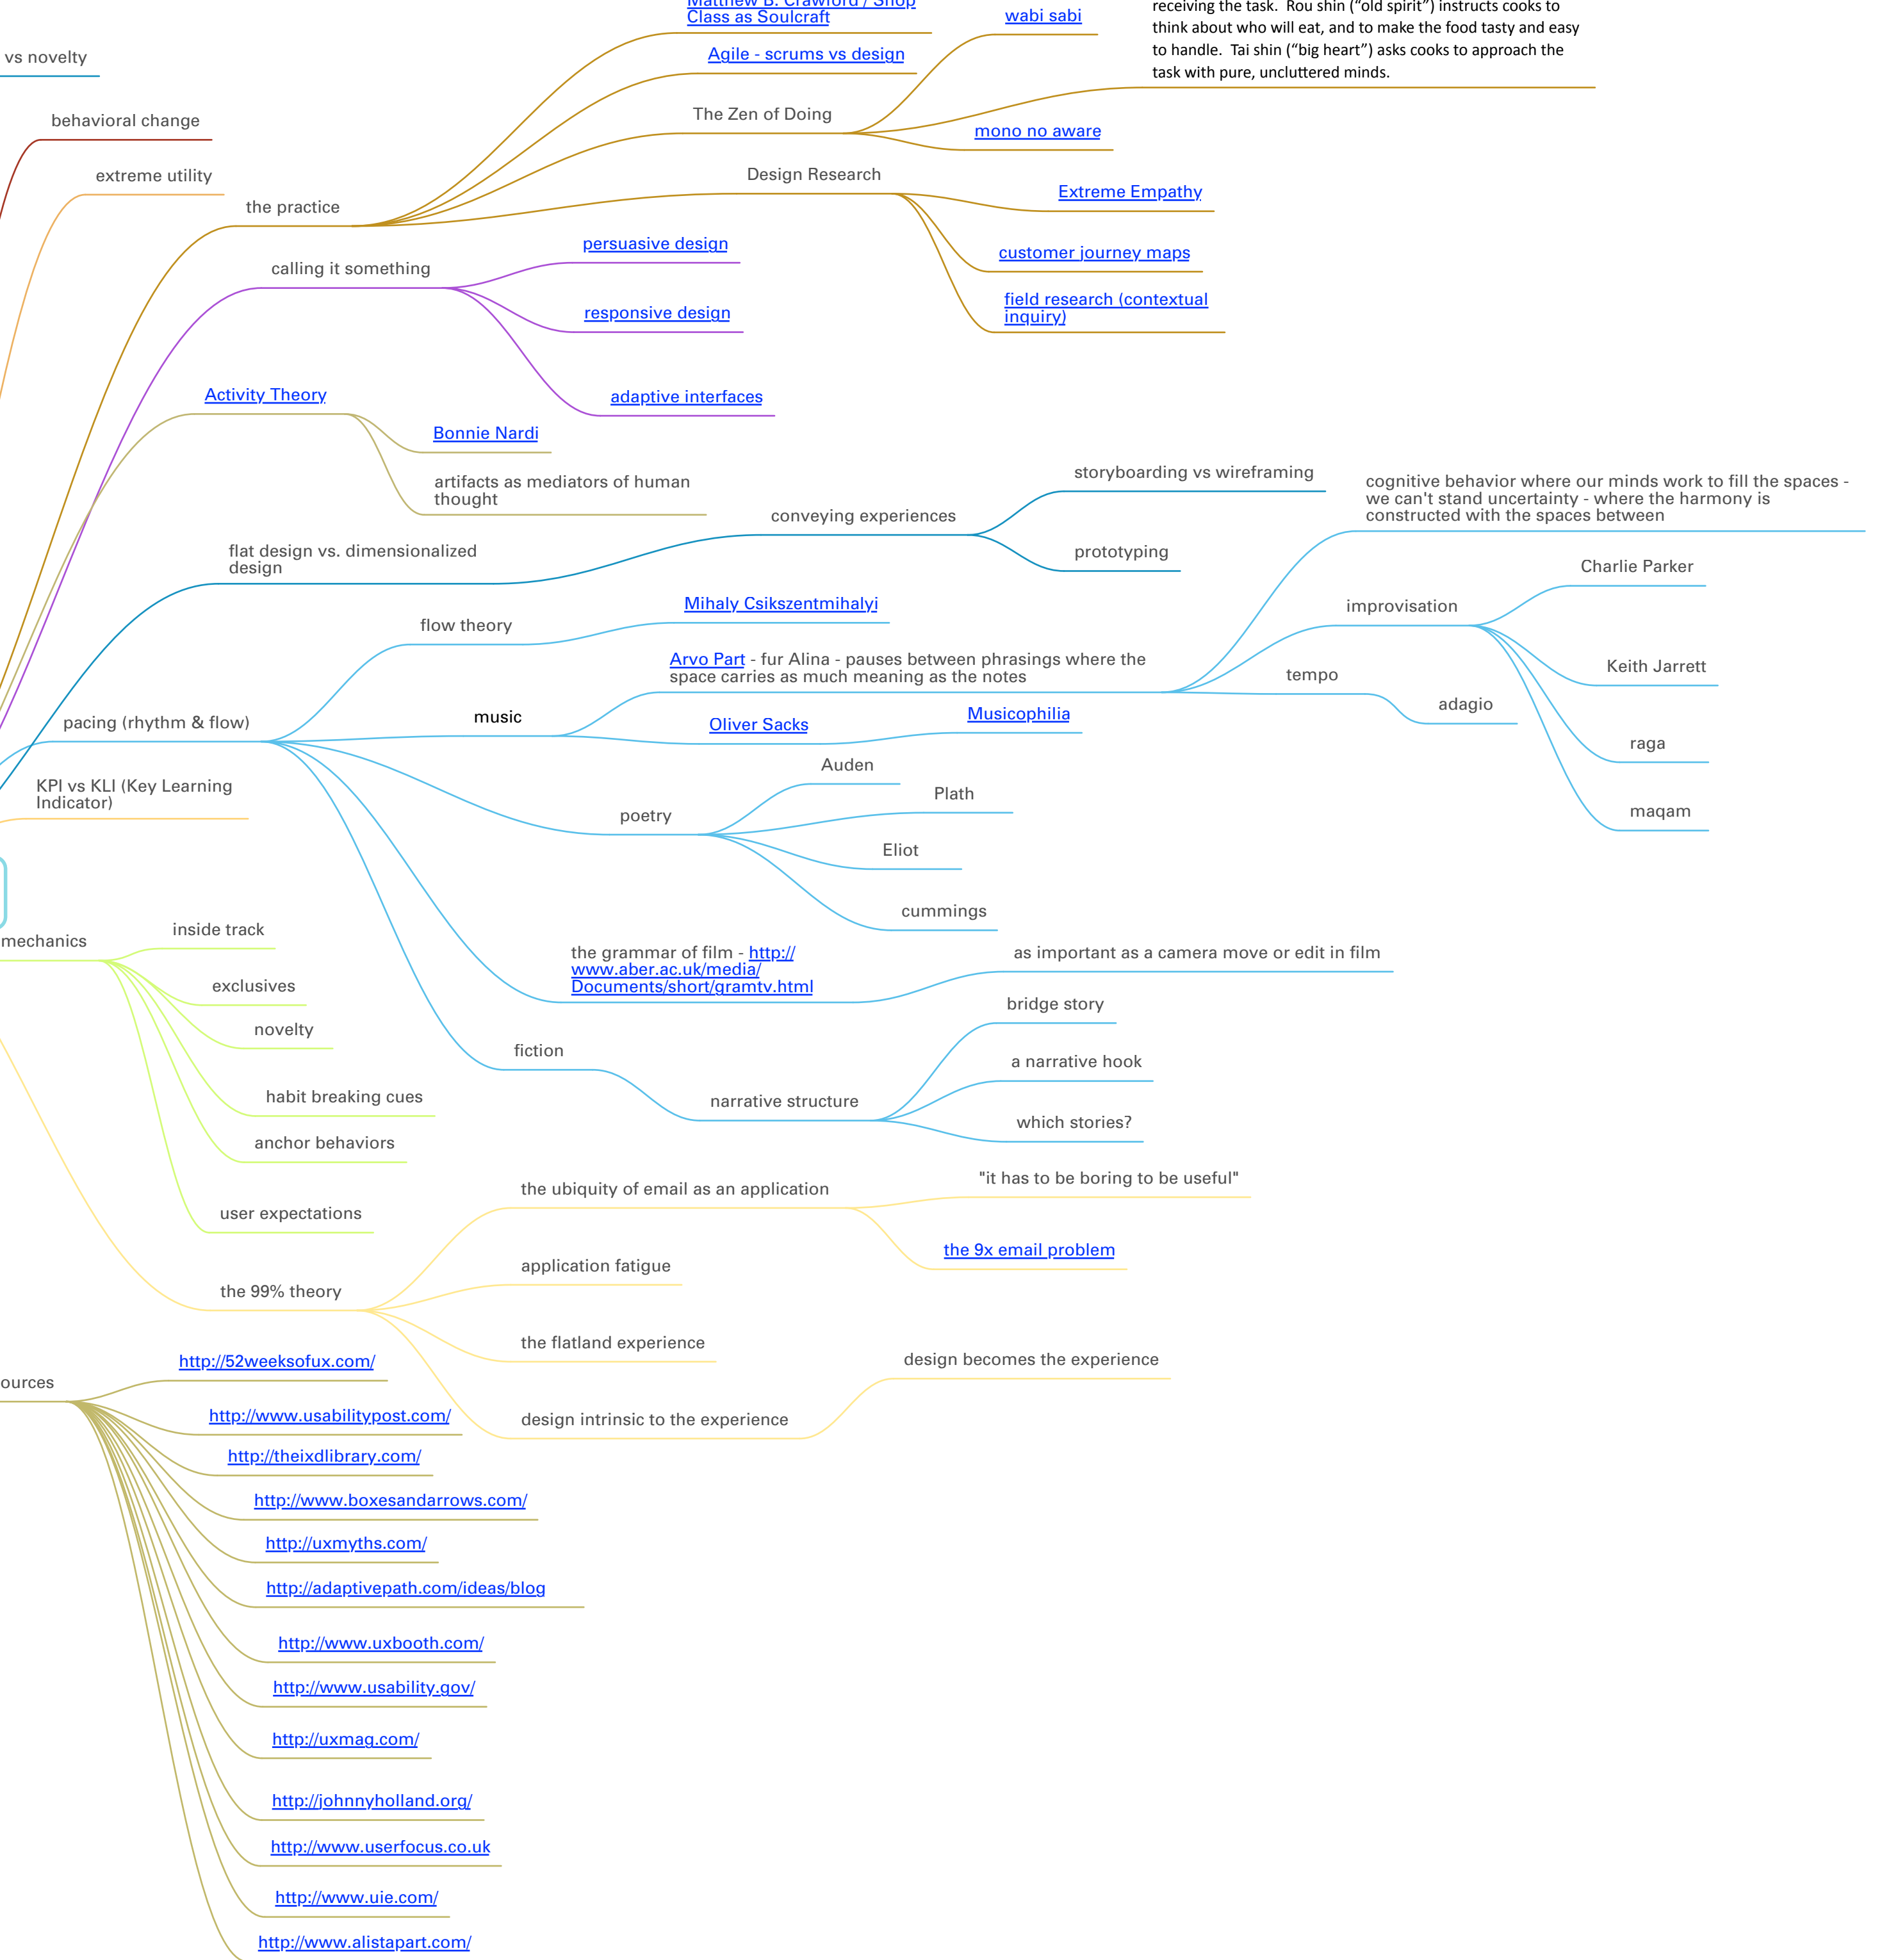 Matthew B. Crawford / Shop
Class as Soulcraft
wabi sabi
receiving the task.  Rou shin (“old spirit”) instructs cooks to
think about who will eat, and to make the food tasty and easy
to handle.  Tai shin (“big heart”) asks cooks to approach the
task with pure, uncluttered minds.
vs novelty
Agile - scrums vs design
behavioral change
The Zen of Doing
mono no aware
extreme utility
Design Research
Extreme Empathy
the practice
persuasive design
customer journey maps
calling it something
field research (contextual
inquiry)
responsive design
Activity Theory
adaptive interfaces
Bonnie Nardi
artifacts as mediators of human
thought
storyboarding vs wireframing
cognitive behavior where our minds work to fill the spaces -
we can't stand uncertainty - where the harmony is
constructed with the spaces between
conveying experiences
flat design vs. dimensionalized
design
prototyping
Charlie Parker
Mihaly Csikszentmihalyi
improvisation
flow theory
Arvo Part - fur Alina - pauses between phrasings where the
space carries as much meaning as the notes
Keith Jarrett
tempo
adagio
pacing (rhythm & flow)
music
Oliver Sacks
Musicophilia
raga
KPI vs KLI (Key Learning
Indicator)
Auden
Plath
poetry
maqam
Eliot
cummings
mechanics
inside track
the grammar of film - http://
www.aber.ac.uk/media/
Documents/short/gramtv.html
as important as a camera move or edit in film
exclusives
bridge story
novelty
fiction
a narrative hook
habit breaking cues
narrative structure
which stories?
anchor behaviors
the ubiquity of email as an application
"it has to be boring to be useful"
user expectations
the 9x email problem
application fatigue
the 99% theory
the flatland experience
design becomes the experience
design intrinsic to the experience
ources
http://52weeksofux.com/
http://www.usabilitypost.com/
http://theixdlibrary.com/
http://www.boxesandarrows.com/
http://uxmyths.com/
http://adaptivepath.com/ideas/blog
http://www.uxbooth.com/
http://www.usability.gov/
http://uxmag.com/
http://johnnyholland.org/
http://www.userfocus.co.uk
http://www.uie.com/
http://www.alistapart.com/